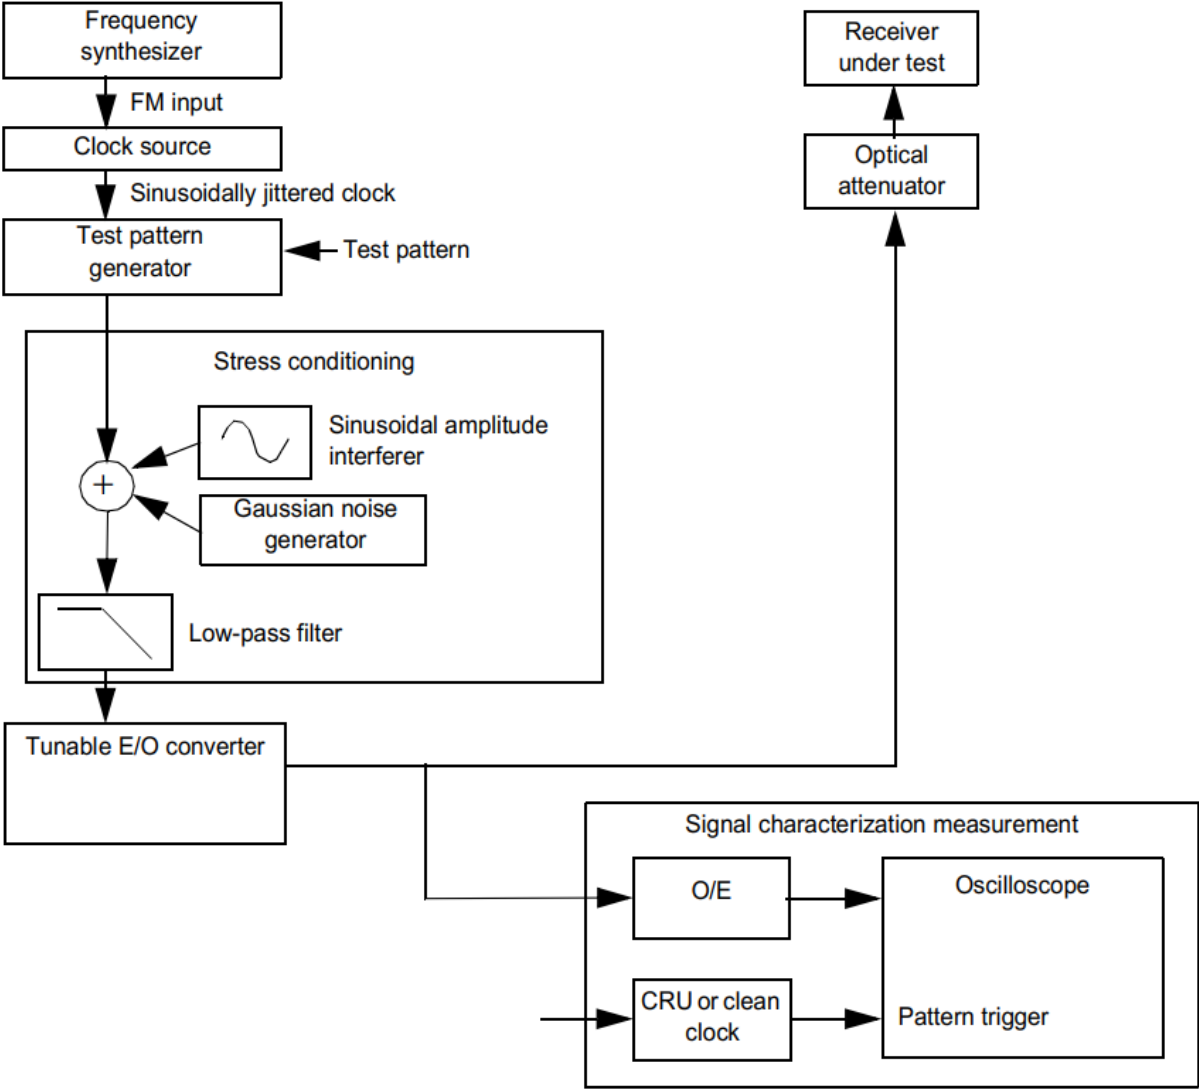 Frequency
synthesizer
FM input
Clock source
Sinusoidally jittered clock
Test pattern
generator
Test pattern
Stress conditioning
Sinusoidal amplitude
interferer
+
Gaussian noise
generator
Low-pass filter
Tunable E/O converter
Receiver
under test
Optical
attenuator
Signal characterization measurement
O/E
Oscilloscope
CRU or clean
clock
Pattern trigger